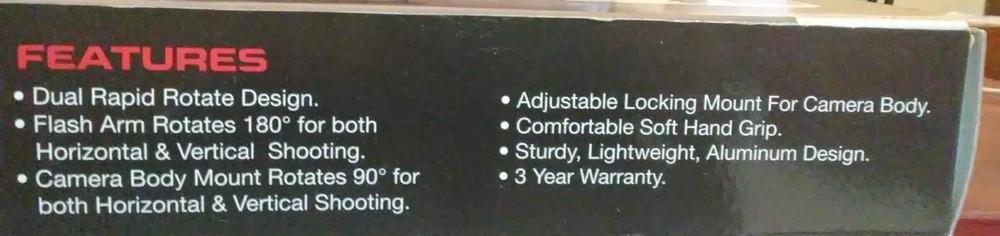 FEATURES
• Dual Rapid Rotate Design.
• Flash Arm Rotates 180° for both
Horizontal & Vertical Shooting.
• Camera Body Mount Rotates 90° for
both Horizontal & Vertical Shooting.
• Adjustable Locking Mount For Camera Body.
• Comfortable Soft Hand Grip.
• Sturdy, Lightweight, Aluminum Design.
• 3 Year Warranty.